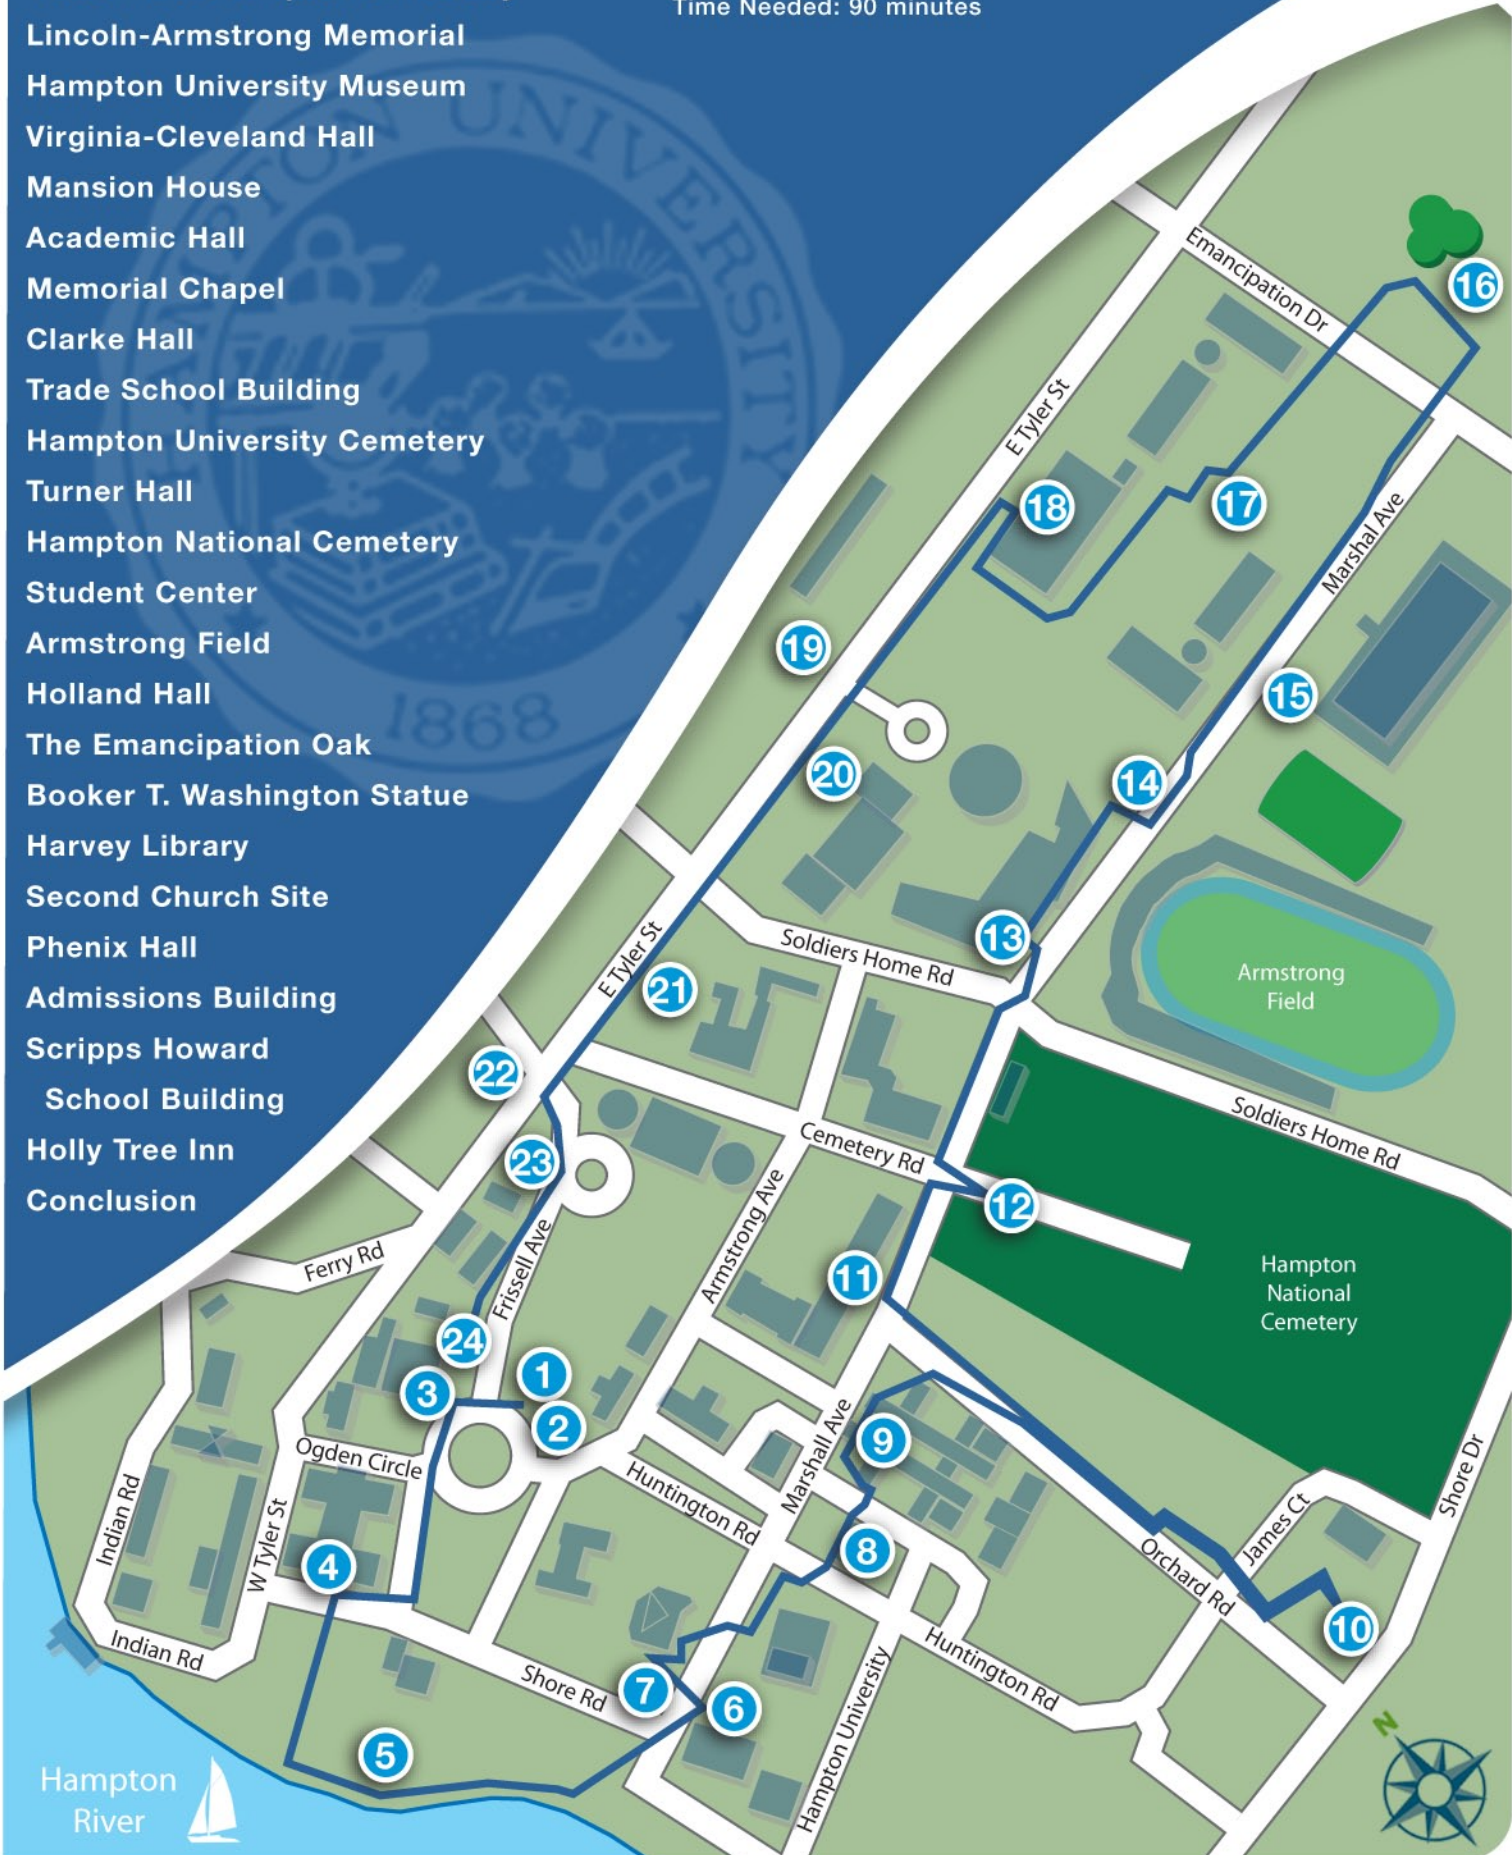 Time Needed: 90 minutes
Lincoln-Armstrong Memorial
Hampton University Museum
Virginia-Cleveland Hall
Mansion House
Academic Hall
Memorial Chapel
Clarke Hall
Trade School Building
Hampton University Cemetery
Turner Hall
Hampton National Cemetery
Student Center
Armstrong Field
Holland Hall
The Emancipation Oak
Booker T. Washington Statue
Harvey Library
Second Church Site
Phenix Hall
Admissions Building
Scripps Howard
School Building
Holly Tree Inn
Conclusion
HAMPTON UNIVERSITY
1868
Emancipation Dr
16
E Tyler St
18
17
Marshal Ave
19
15
20
14
13
Soldiers Home Rd
E Tyler St
21
Armstrong
Field
22
Soldiers Home Rd
Cemetery Rd
23
12
Armstrong Ave
Frissell Ave
Ferry Rd
11
Hampton
National
Cemetery
24
1
3
2
Marshall Ave
9
Ogden Circle
Huntington Rd
Shore Dr
Indian Rd
W Tyler St
James Ct
8
4
Orchard Rd
10
Indian Rd
Huntington Rd
Shore Rd
7
6
Hampton University
5
N
Hampton
River